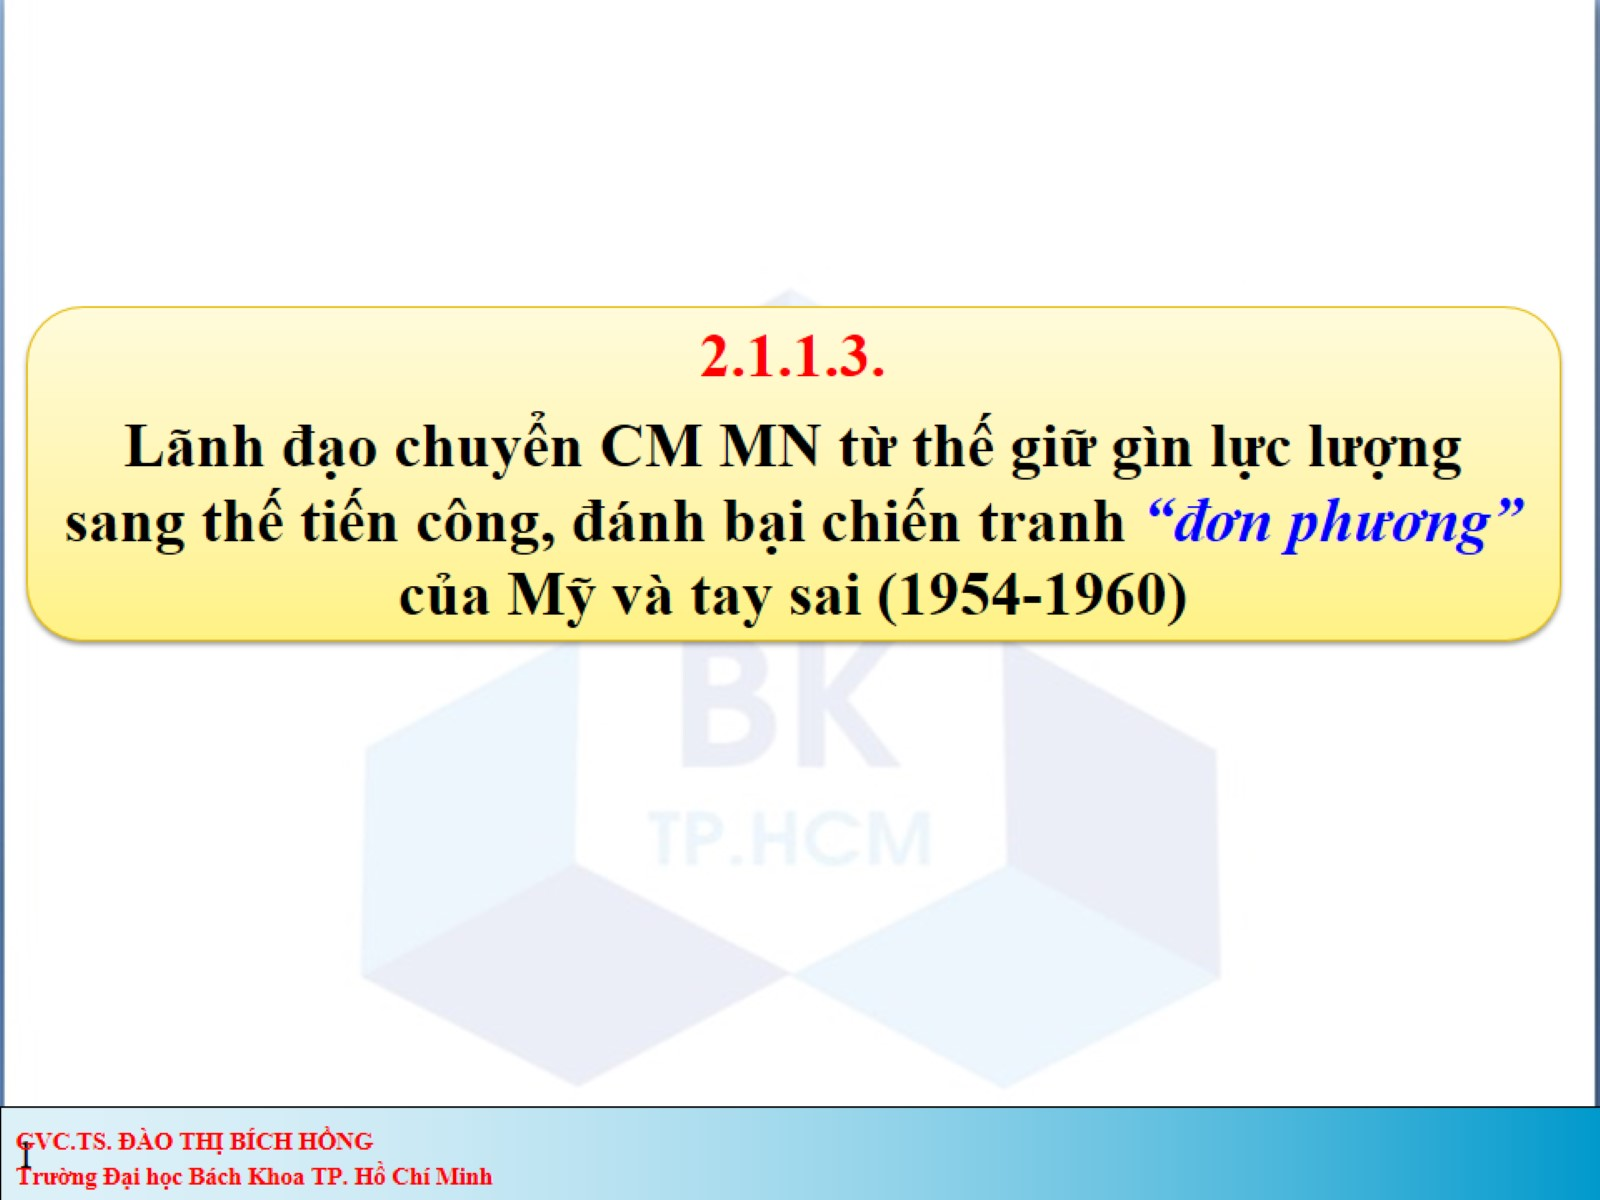 2.1.1.3.
Lãnh đạo chuyển CM MN từ thế giữ gìn lực lượng
sang thế tiến công, đánh bại chiến tranh “đơn phương”
của Mỹ và tay sai (1954-1960)
BK
TP.HCM
GVC.TS. ĐÀO THỊ BÍCH HỒNG
1
Trường Đại học Bách Khoa TP. Hồ Chí Minh